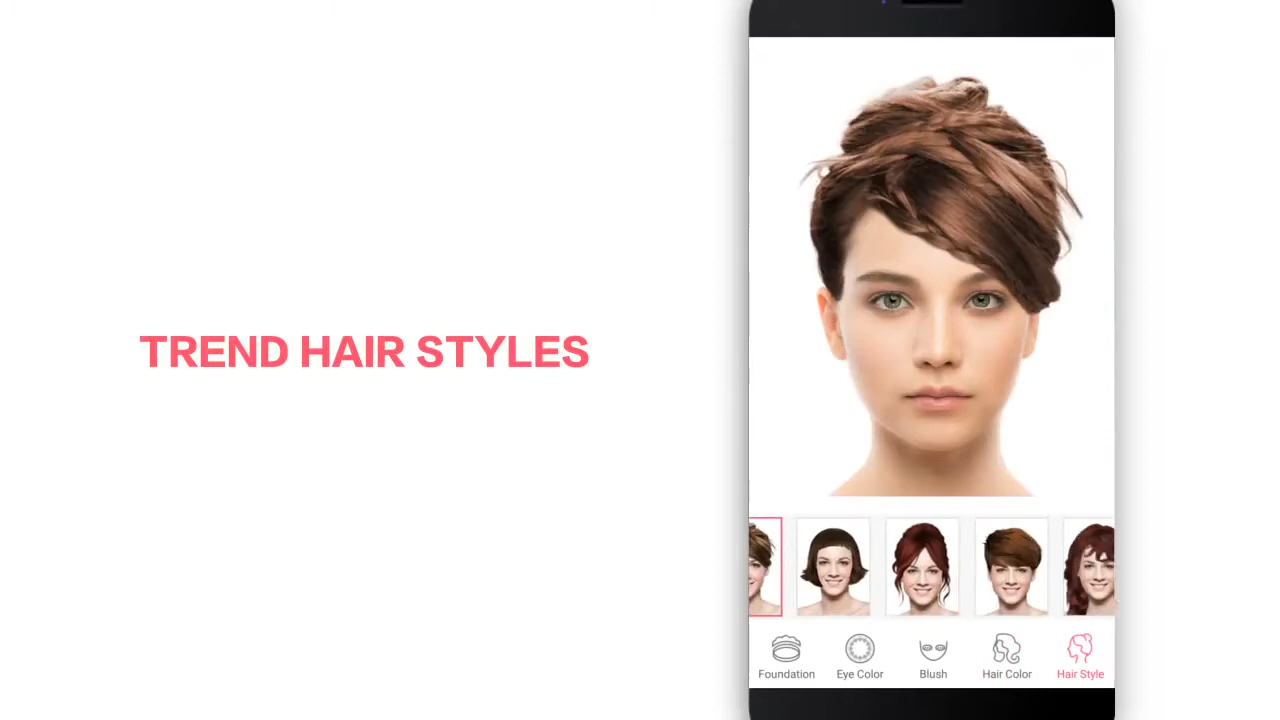 TREND HAIR STYLES
Foundation
Eye Color
Blush
Hair Color
Hair Style